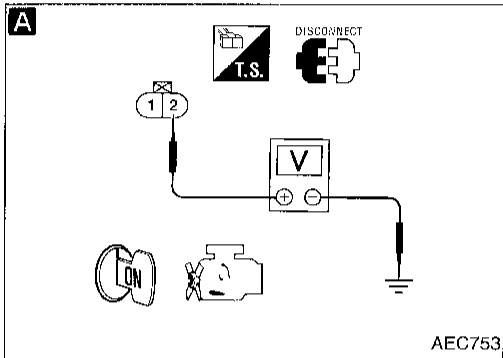 A
T.S.
DISCONNECT
1 2
V
+ −
ON
AEC753